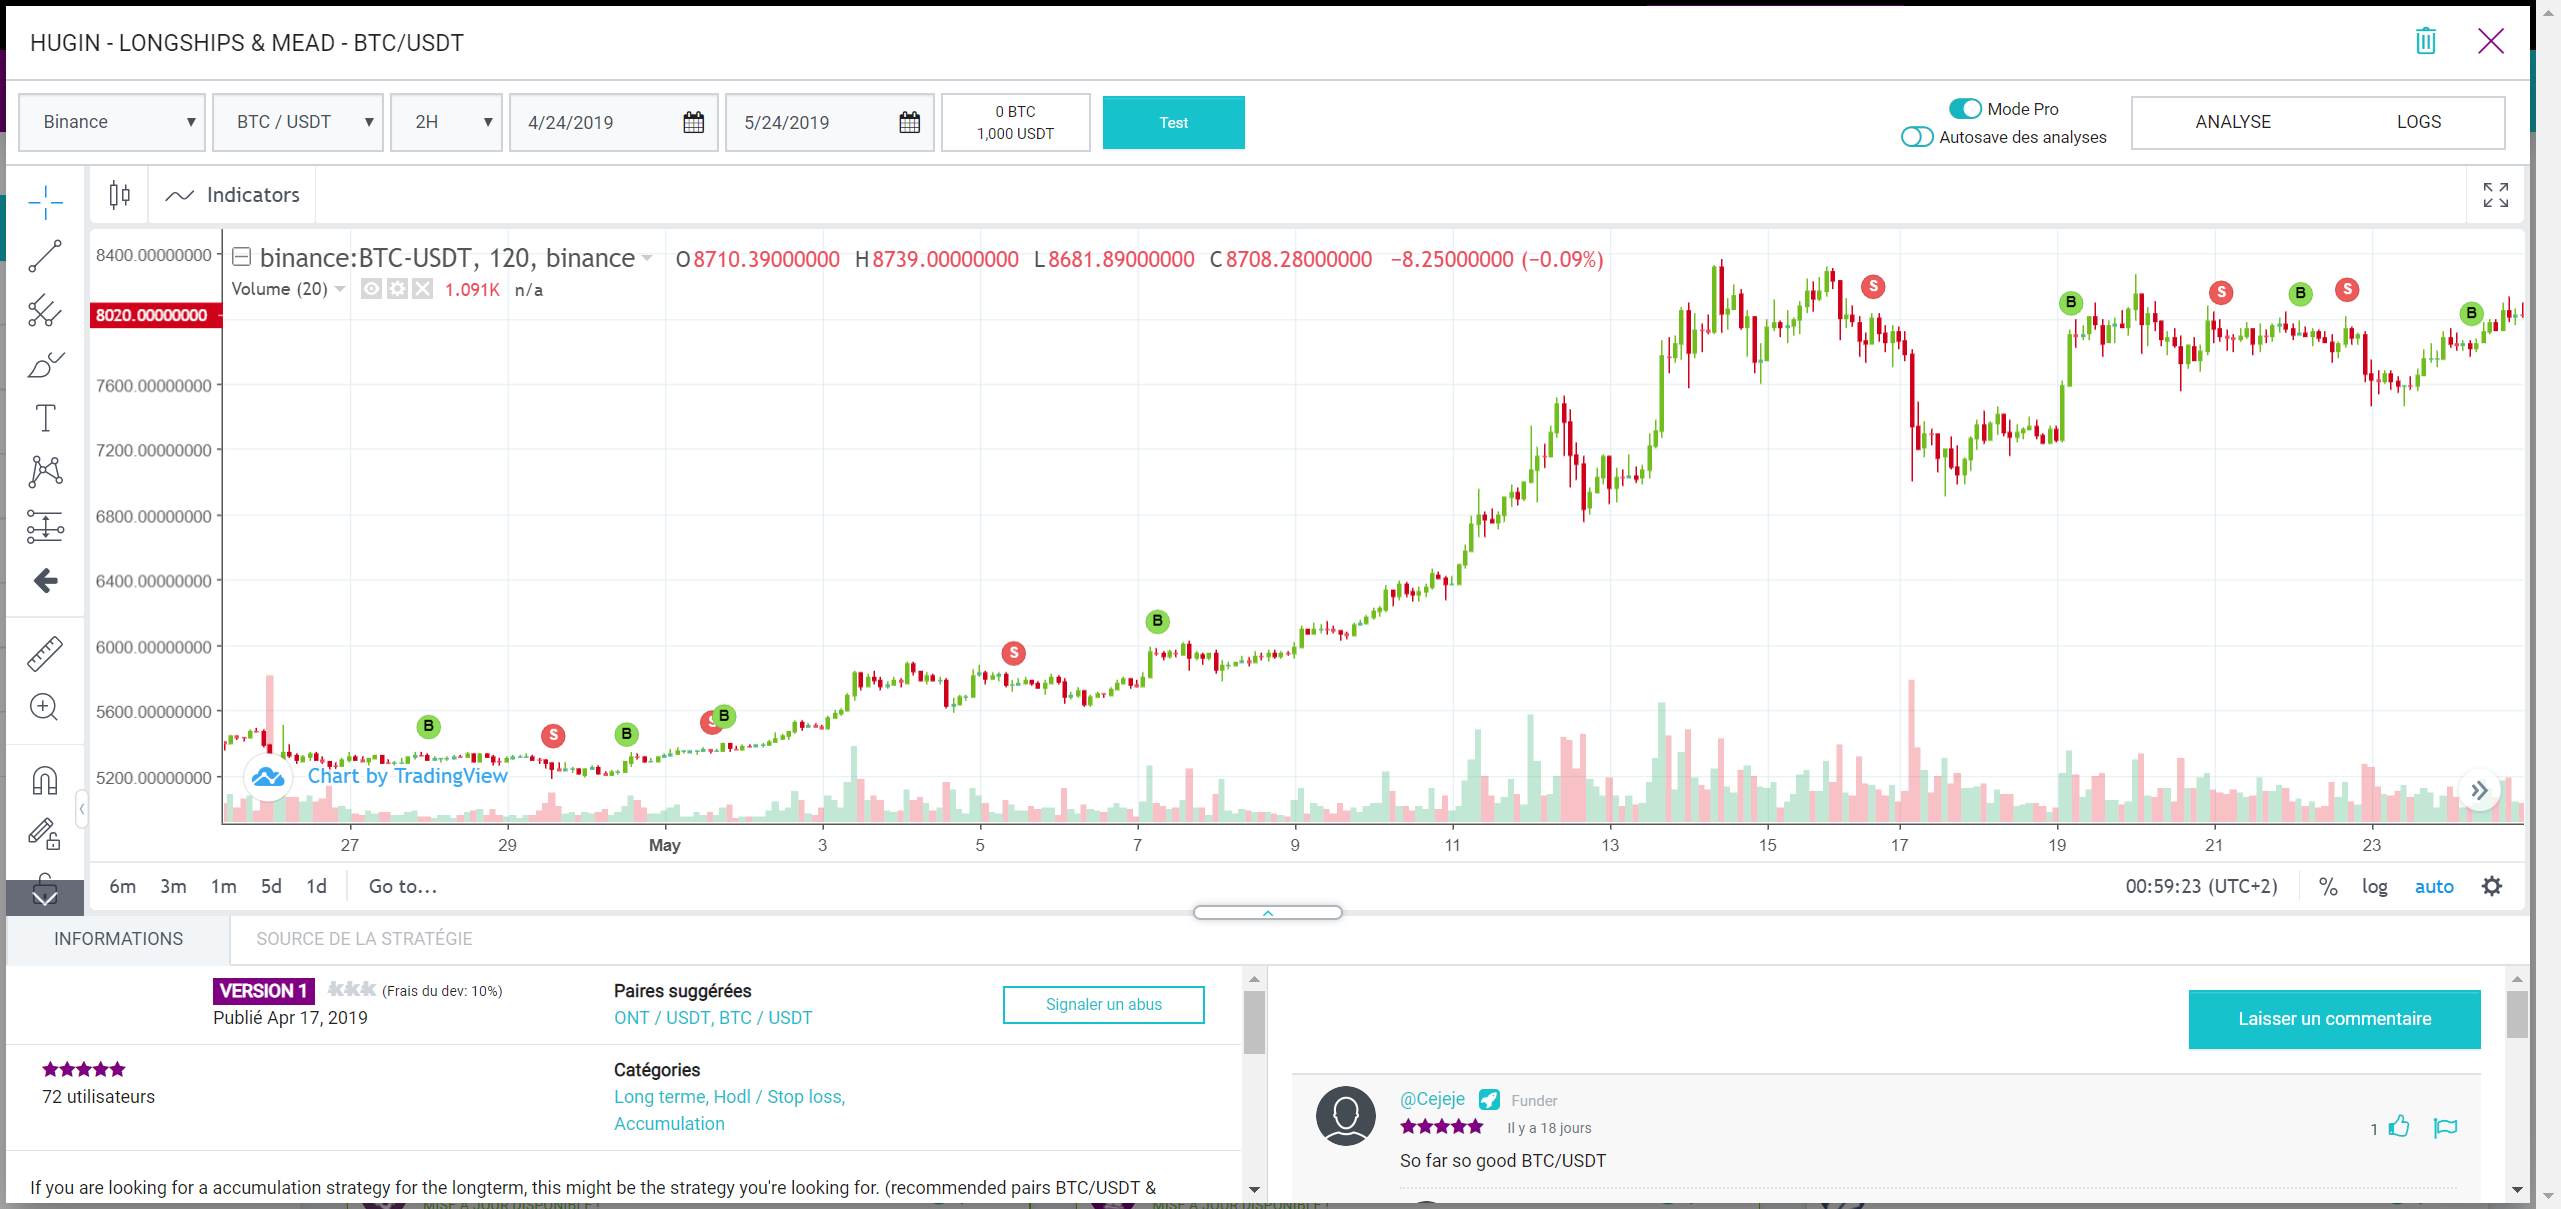 HUGIN - LONGSHIPS & MEAD - BTC/USDT
Binance
BTC / USDT
2H
4/24/2019
5/24/2019
0 BTC
1,000 USDT
Test
Mode Pro
Autosave des analyses
ANALYSE
LOGS
Indicators
binance:BTC-USDT, 120, binance
O8710.39000000 H8739.00000000 L8681.89000000 C8708.28000000 −8.25000000 (−0.09%)
Volume (20)
1.091K n/a
8400.00000000
8020.00000000
7600.00000000
7200.00000000
6800.00000000
6400.00000000
6000.00000000
5600.00000000
5200.00000000
B
S
B
S
B
S
B
S
B
S
B
S
B
Chart by TradingView
27 29 May 3 5 7 9 11 13 15 17 19 21 23
6m 3m 1m 5d 1d Go to...
00:59:23 (UTC+2) % log auto
INFORMATIONS
SOURCE DE LA STRATÉGIE
VERSION 1
(Frais du dev: 10%)
Publié Apr 17, 2019
Paires suggérées
ONT / USDT, BTC / USDT
Signaler un abus
72 utilisateurs
Catégories
Long terme, Hodl / Stop loss,
Accumulation
If you are looking for a accumulation strategy for the longterm, this might be the strategy you're looking for. (recommended pairs BTC/USDT &
Laisser un commentaire
@Cejeje
Funder
Il y a 18 jours
1
So far so good BTC/USDT